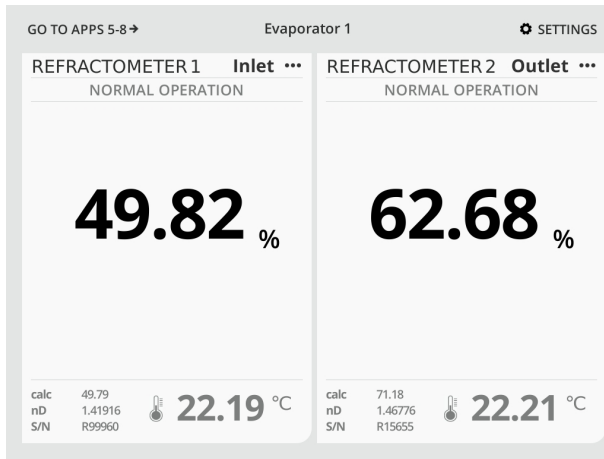 GO TO APPS 5-8→
Evaporator 1
SETTINGS
REFRACTOMETER 1 Inlet •••
NORMAL OPERATION
49.82 %
calc 49.79
nD 1.41916
S/N R99960
22.19 °C
REFRACTOMETER 2 Outlet •••
NORMAL OPERATION
62.68 %
calc 71.18
nD 1.46776
S/N R15655
22.21 °C